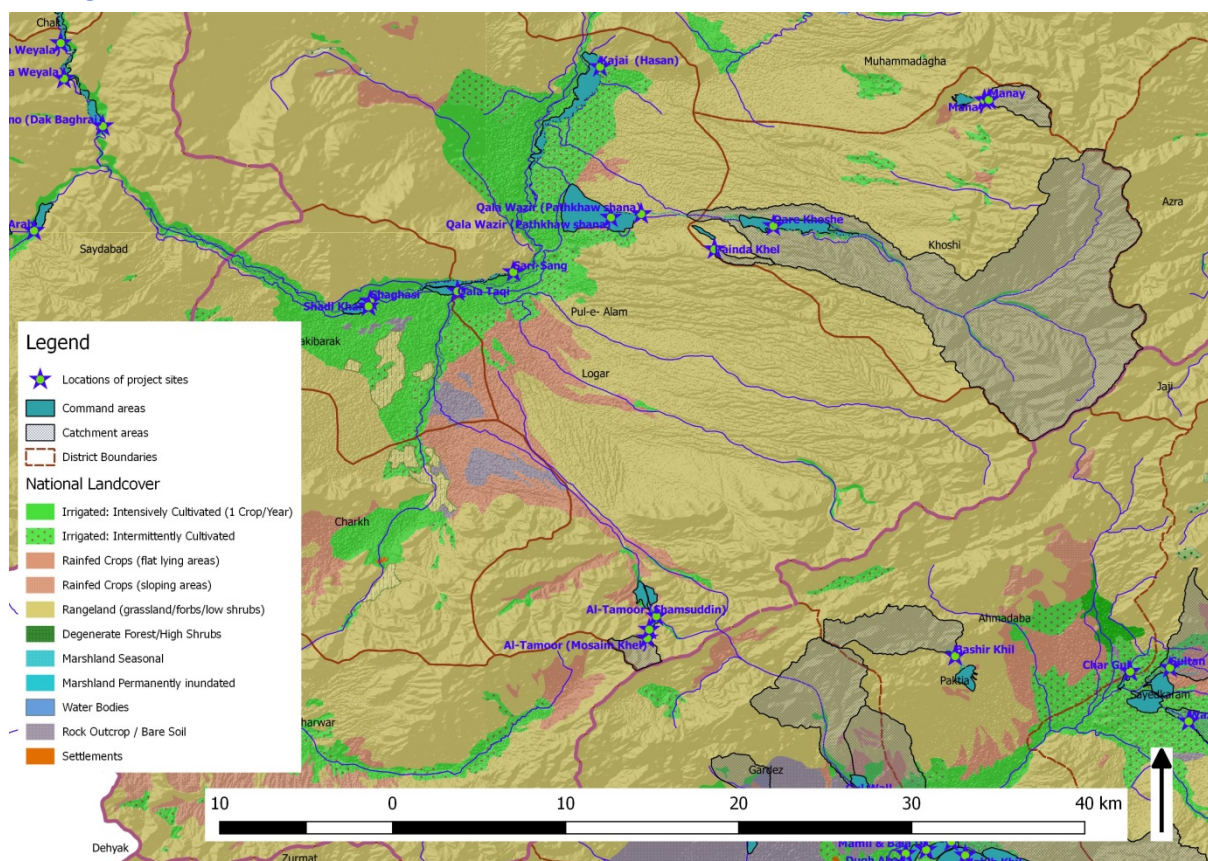 Chak
a Weyala)
a Weyala)
no (Dak Baghra)
Arab
Saydabad
Kajai (Hasan)
Muhammadagha
Manay
Manay
Azra
Qala Wazir (Pathkhaw shana)
Qala Wazir (Pathkhaw shana)
Dare Khoshe
Painda Khel
Khoshi
Sari-Sang
Qala Taqi
Ghaghasi
Shadi Khail
Pul-e- Alam
akibarak
Logar
Jaji
Legend
Locations of project sites
Command areas
Catchment areas
District Boundaries
National Landcover
Irrigated: Intensively Cultivated (1 Crop/Year)
Irrigated: Intermittently Cultivated
Rainfed Crops (flat lying areas)
Rainfed Crops (sloping areas)
Rangeland (grassland/forbs/low shrubs)
Degenerate Forest/High Shrubs
Marshland Seasonal
Marshland Permanently inundated
Water Bodies
Rock Outcrop / Bare Soil
Settlements
Charkh
Al-Tamoor (Shamsuddin)
Al-Tamoor (Mosaim Khel)
Ahmadaba
Bashir Khil
Char Gul
Sultan
Paktia
Sayedkaram
harwar
Gardez
10 0 10 20 30 40 km
Dehyak
Zurmat